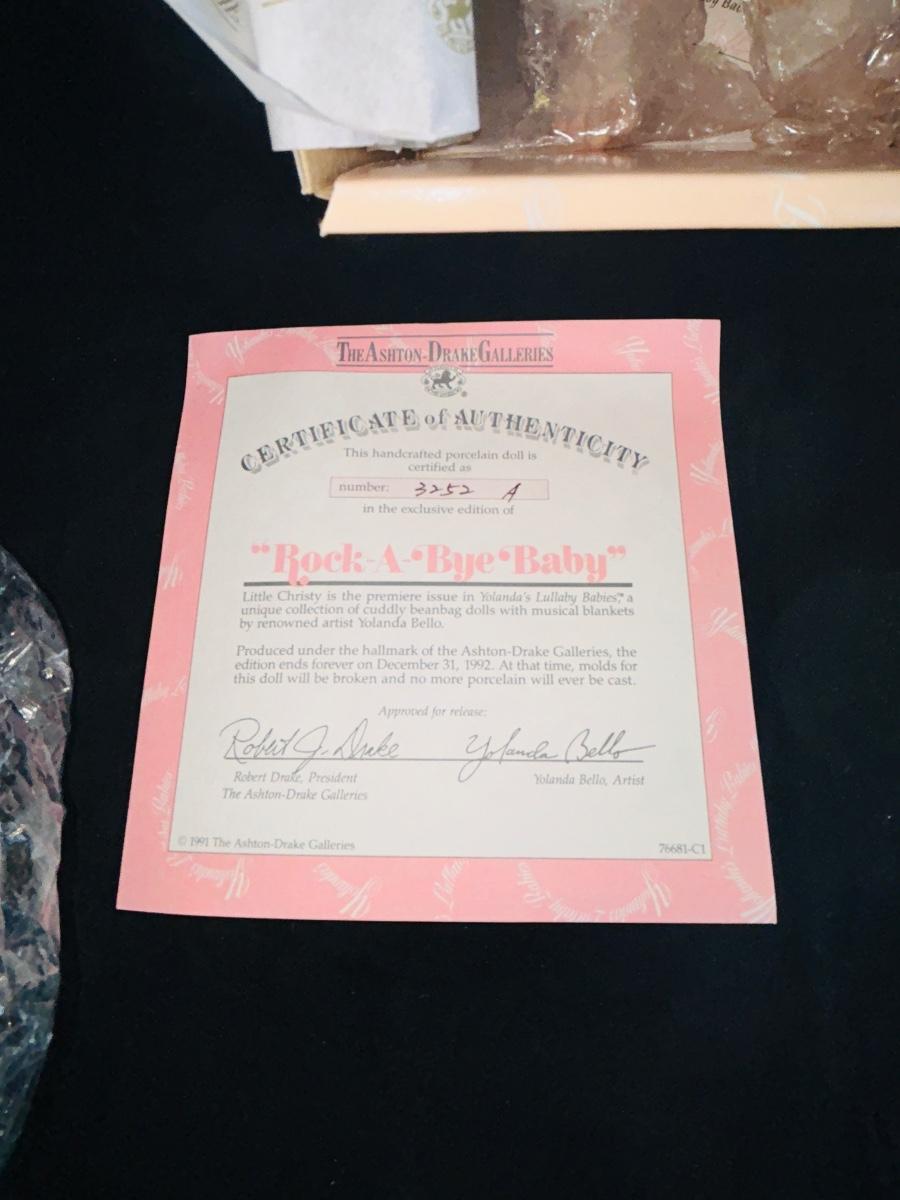 by Bab
THE ASHTON-DRAKE GALLERIES
CERTIFICATE of AUTHENTICITY
This handcrafted porcelain doll is
certified as
number: 3252 A
in the exclusive edition of
"Rock-A-Bye Baby"
Little Christy is the premiere issue in Yolanda's Lullaby Babies,™ a
unique collection of cuddly beanbag dolls with musical blankets
by renowned artist Yolanda Bello.
Produced under the hallmark of the Ashton-Drake Galleries, the
edition ends forever on December 31, 1992. At that time, molds for
this doll will be broken and no more porcelain will ever be cast.
Approved for release:
Robert J. Drake Yolanda Bello
Robert Drake, President Yolanda Bello, Artist
The Ashton-Drake Galleries
© 1991 The Ashton-Drake Galleries 76681-C1